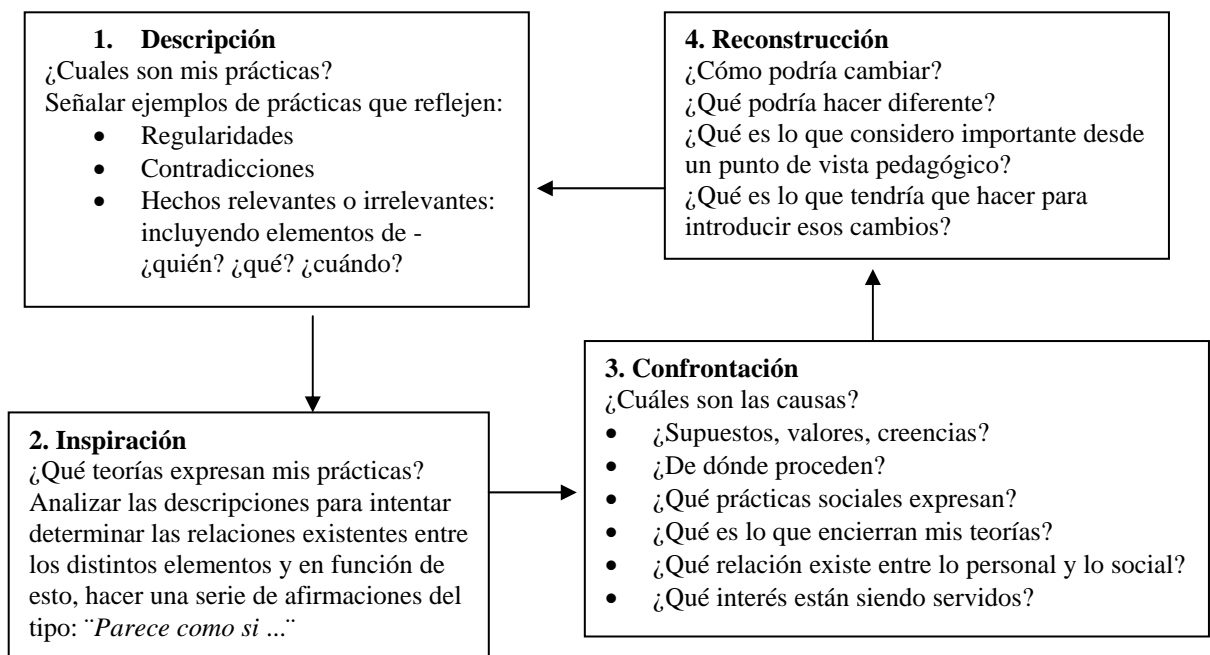 1. Descripción
¿Cuales son mis prácticas?
Señalar ejemplos de prácticas que reflejen:
• Regularidades
• Contradicciones
• Hechos relevantes o irrelevantes:
incluyendo elementos de -
¿quién? ¿qué? ¿cuándo?
2. Inspiración
¿Qué teorías expresan mis prácticas?
Analizar las descripciones para intentar
determinar las relaciones existentes entre
los distintos elementos y en función de
esto, hacer una serie de afirmaciones del
tipo: ¨Parece como si ...¨
3. Confrontación
¿Cuáles son las causas?
• ¿Supuestos, valores, creencias?
• ¿De dónde proceden?
• ¿Qué prácticas sociales expresan?
• ¿Qué es lo que encierran mis teorías?
• ¿Qué relación existe entre lo personal y lo social?
• ¿Qué interés están siendo servidos?
4. Reconstrucción
¿Cómo podría cambiar?
¿Qué podría hacer diferente?
¿Qué es lo que considero importante desde
un punto de vista pedagógico?
¿Qué es lo que tendría que hacer para
introducir esos cambios?